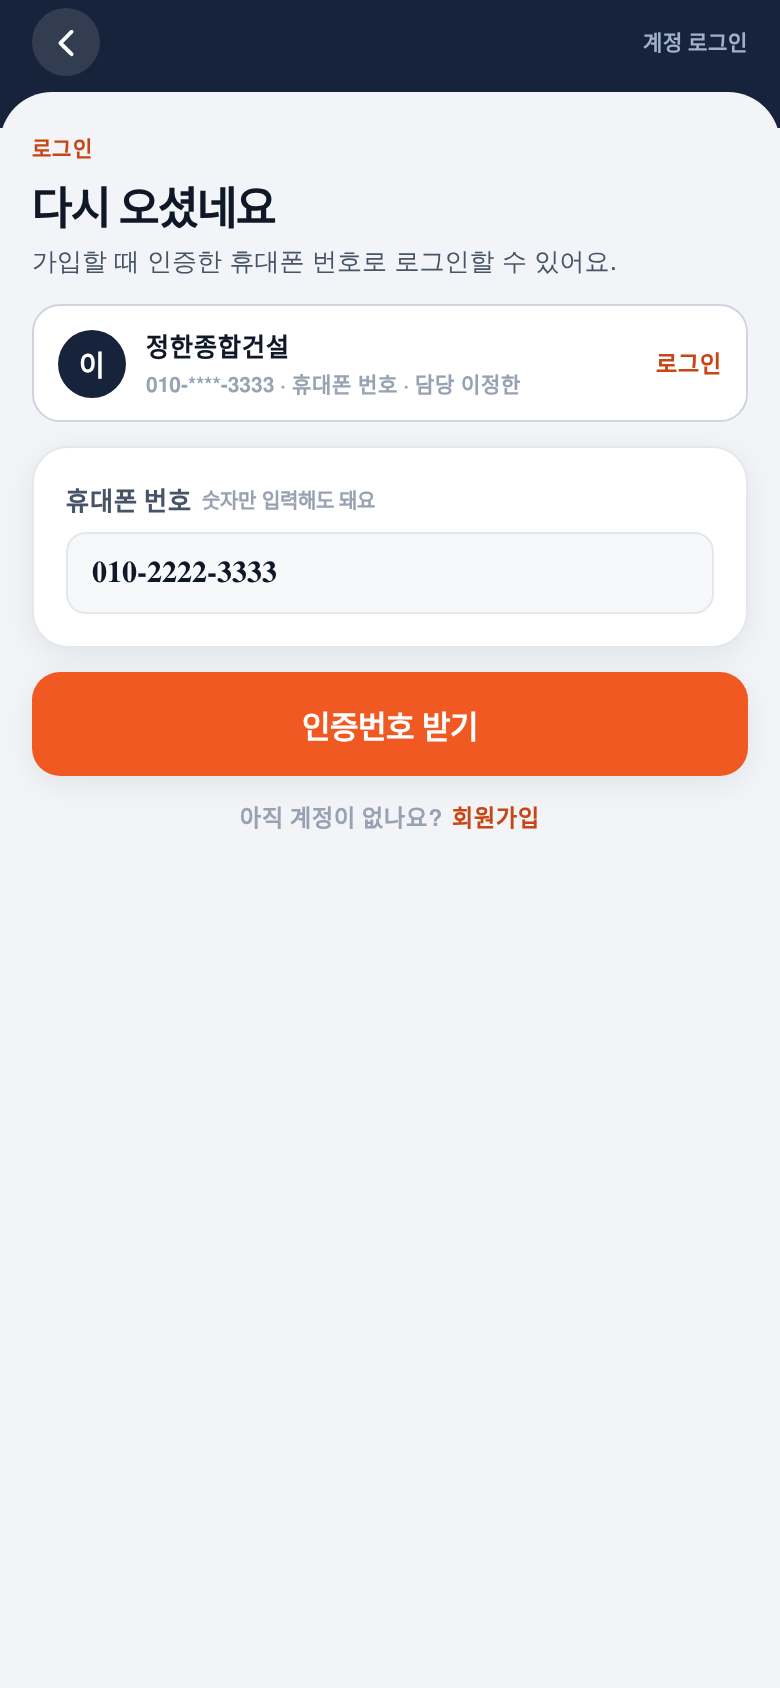 계정 로그인
로그인
다시 오셨네요
가입할 때 인증한 휴대폰 번호로 로그인할 수 있어요.
이
정한종합건설
010-****-3333 · 휴대폰 번호 · 담당 이정한
로그인
휴대폰 번호 숫자만 입력해도 돼요
010-2222-3333
인증번호 받기
아직 계정이 없나요? 회원가입